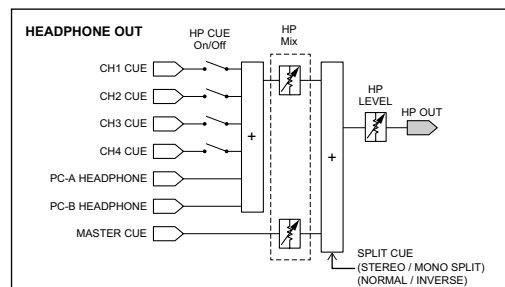 HEADPHONE OUT
HP CUE
On/Off
HP
Mix
CH1 CUE
CH2 CUE
CH3 CUE
CH4 CUE
PC-A HEADPHONE
PC-B HEADPHONE
MASTER CUE
+
+
HP
LEVEL
HP OUT
SPLIT CUE
(STEREO / MONO SPLIT)
(NORMAL / INVERSE)